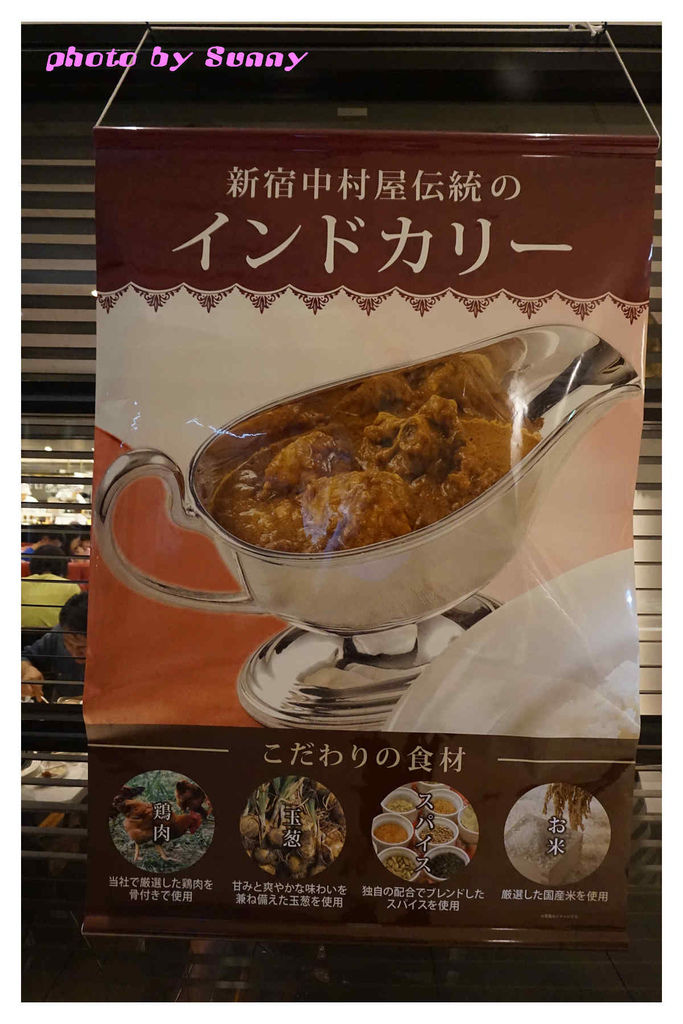 photo by Sunny
新宿中村屋伝統の
インドカリー
こだわりの食材
鶏肉
玉葱
スパイス
お米
当社で厳選した鶏肉を
骨付きで使用
甘みと爽やかな味わいを
兼ね備えた玉葱を使用
独自の配合でブレンドした
スパイスを使用
厳選した国産米を使用